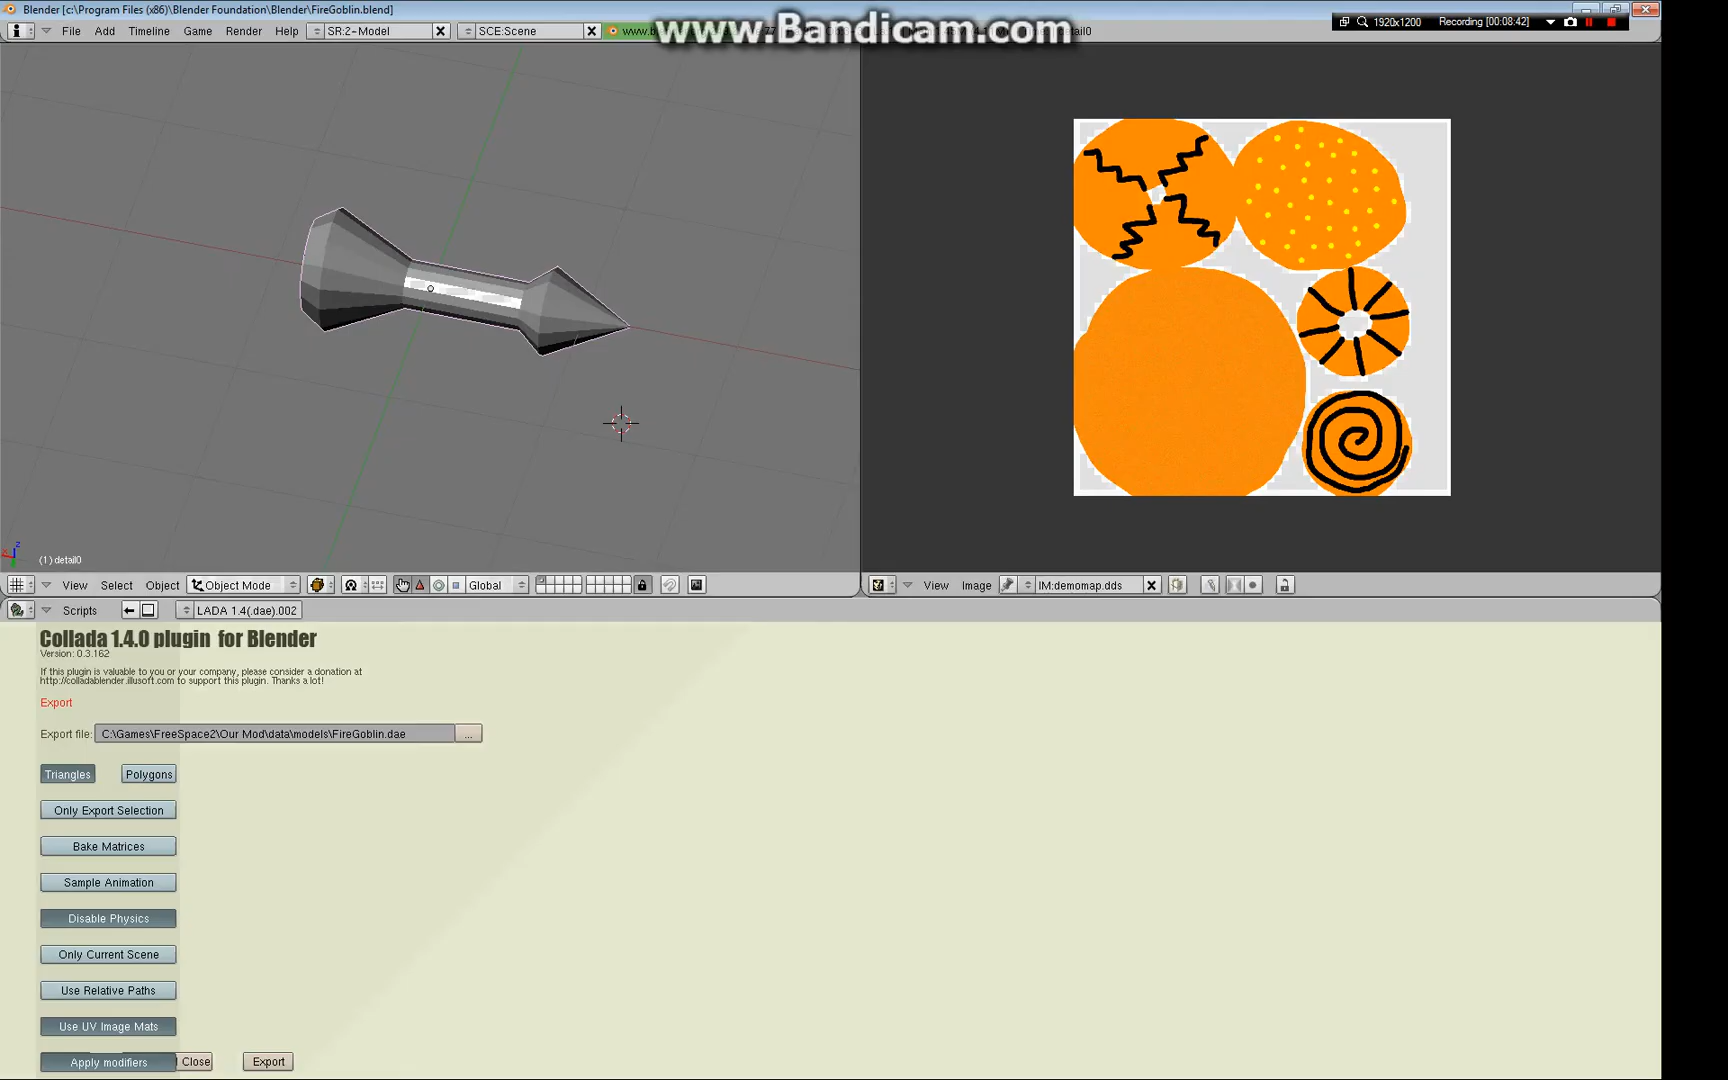 Blender [c:\Program Files (x86)\Blender Foundation\Blender\FireGoblin.blend]
File Add Timeline Game Render Help SR:2-Model SCE:Scene
www.Bandicam.com
1920x1200 Recording [00:08:42]
(1) detail0
View Select Object Object Mode Global
View Image IM:demomap.dds
Scripts LADA 1.4(.dae).002
Collada 1.4.0 plugin for Blender
Version: 0.3.162
If this plugin is valuable to you or your company, please consider a donation at
http://colladablender.illusoft.com to support this plugin. Thanks a lot!
Export
Export file: C:\Games\FreeSpace2\Our Mod\data\models\FireGoblin.dae ...
Triangles Polygons
Only Export Selection
Bake Matrices
Sample Animation
Disable Physics
Only Current Scene
Use Relative Paths
Use UV Image Mats
Apply modifiers Close Export